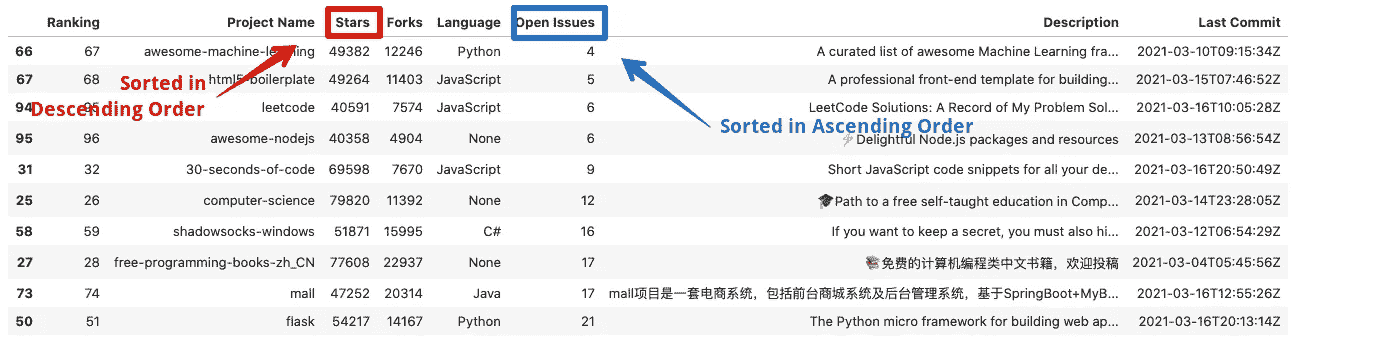 Ranking Project Name Stars Forks Language Open Issues Description Last Commit
66 67 awesome-machine-learning 49382 12246 Python 4 A curated list of awesome Machine Learning fra... 2021-03-10T09:15:34Z
67 68 html5-boilerplate 49264 11403 JavaScript 5 A professional front-end template for building... 2021-03-15T07:46:52Z
Sorted in
Descending Order
94 95 leetcode 40591 7574 JavaScript 6 LeetCode Solutions: A Record of My Problem Sol... 2021-03-16T10:05:28Z
Sorted in Ascending Order
95 96 awesome-nodejs 40358 4904 None 6 ⚡Delightful Node.js packages and resources 2021-03-13T08:56:54Z
31 32 30-seconds-of-code 69598 7670 JavaScript 9 Short JavaScript code snippets for all your de... 2021-03-16T20:50:49Z
25 26 computer-science 79820 11392 None 12 🎓Path to a free self-taught education in Comp... 2021-03-14T23:28:05Z
58 59 shadowsocks-windows 51871 15995 C# 16 If you want to keep a secret, you must also hi... 2021-03-12T06:54:29Z
27 28 free-programming-books-zh_CN 77608 22937 None 17 📚免费的计算机编程类中文书籍，欢迎投稿 2021-03-04T05:45:56Z
73 74 mall 47252 20314 Java 17 mall项目是一套电商系统，包括前台商城系统及后台管理系统，基于SpringBoot+MyB... 2021-03-16T12:55:26Z
50 51 flask 54217 14167 Python 21 The Python micro framework for building web ap... 2021-03-16T20:13:14Z